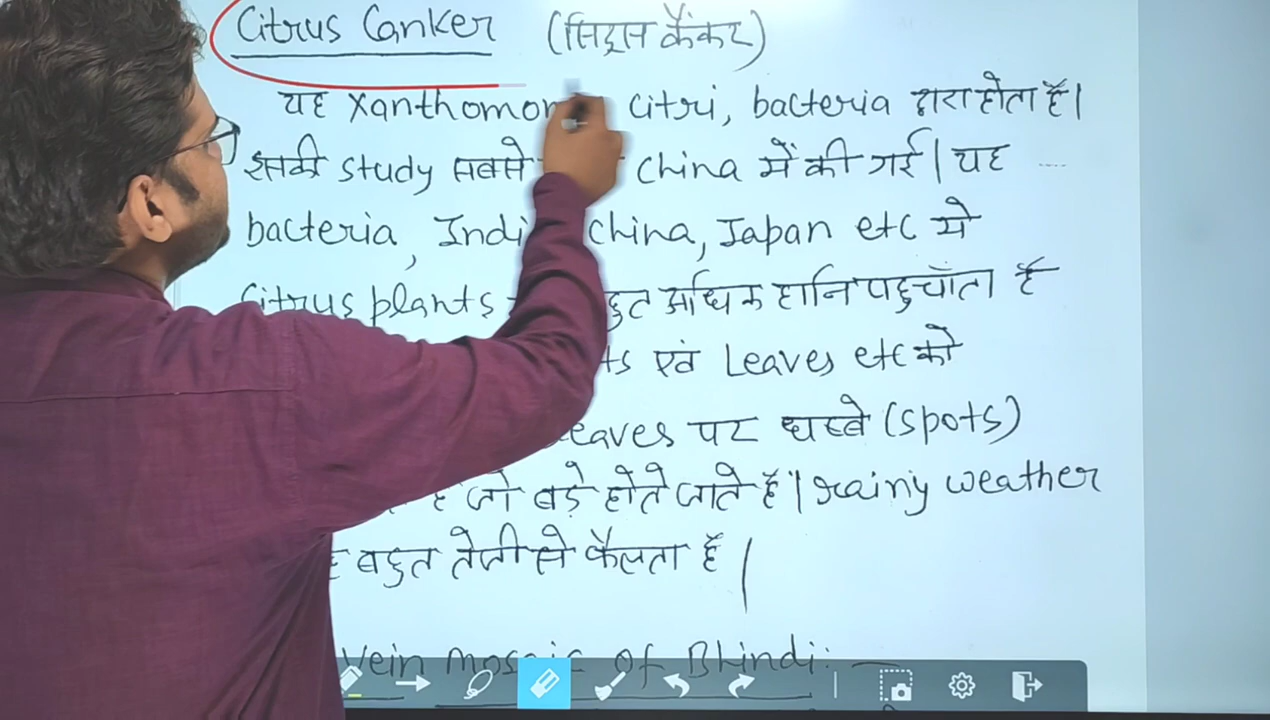 Citrus Canker (सिट्रस कैंकर)
यह Xanthomon citri, bacteria द्वारा होता है।
इसकी study सबसे China में की गई। यह
bacteria, Indi China, Japan etc में
Citrus plants हुत अधिक हानि पहुचाँता है
ts एवं Leaves etc को
eaves पर धब्बे (spots)
है जो बड़े होते जाते है। rainy weather
ह बहुत तेजी से फैलता है।
Vein mosaic of Bhindi: